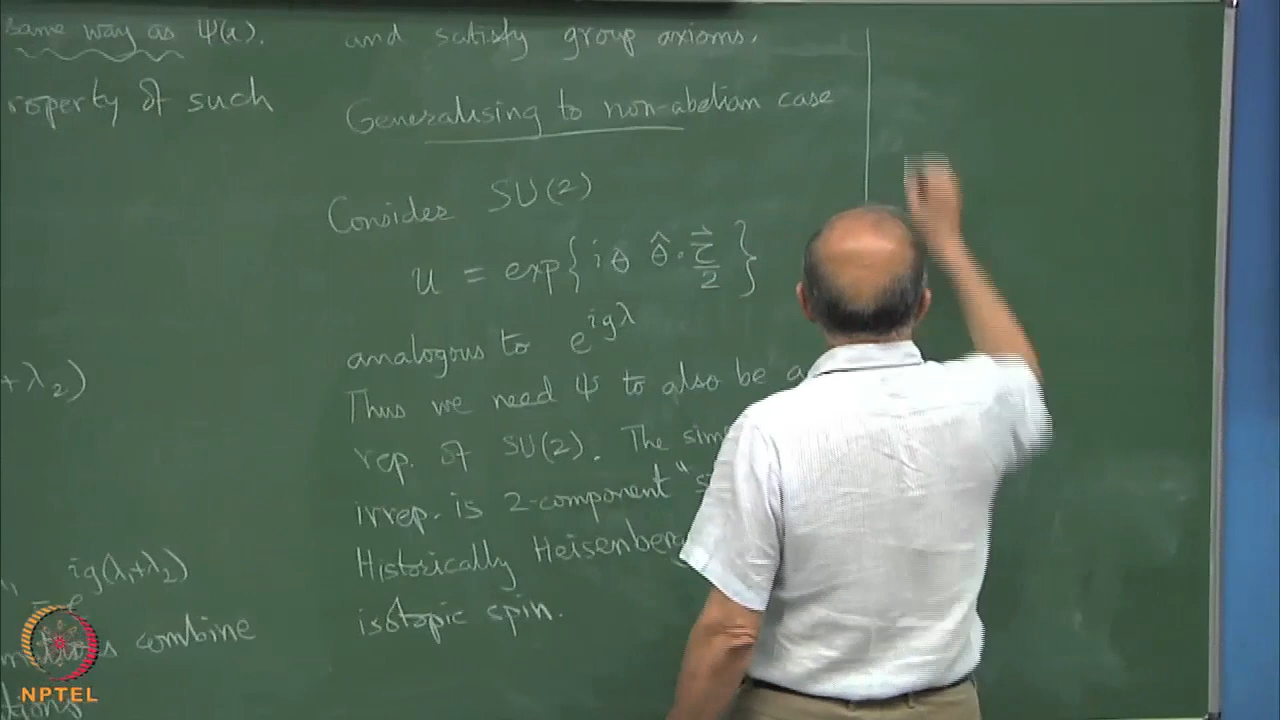 same way as Ψ(x).
roperty of such
+ λ₂)
ig(λ₁+λ₂)
combine
and satisfy group axioms.
Generalising to non-abelian case
Consider SU(2)
U = exp{ iθ θ̂ · τ⃗/2 }
analogous to e^{igλ}
Thus we need Ψ to also be a
rep. of SU(2). The sim
irrep. is 2-component "s
Historically Heisenberg
isotopic spin.
NPTEL